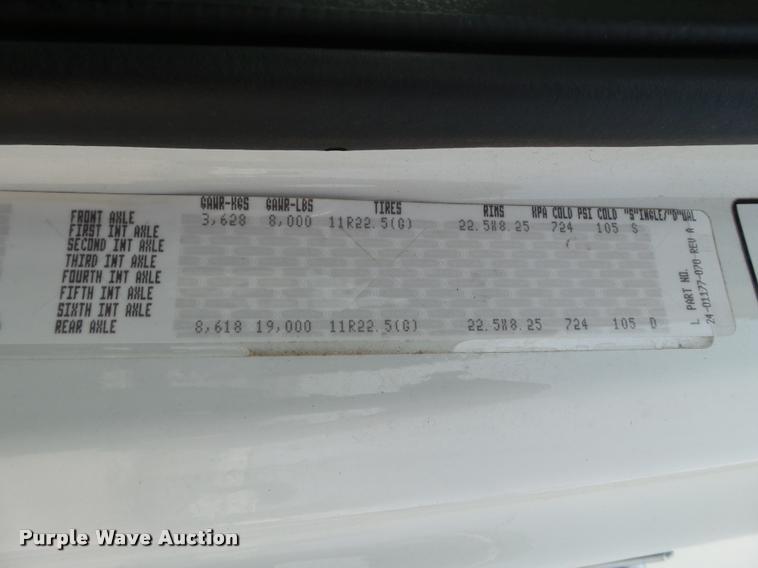 GAWR-KGS GAWR-LBS TIRES RIMS KPA COLD PSI COLD "S"INGLE/"D"UAL
FRONT AXLE 3,628 8,000 11R22.5(G) 22.5X8.25 724 105 S
FIRST INT AXLE
SECOND INT AXLE
THIRD INT AXLE
FOURTH INT AXLE
FIFTH INT AXLE
SIXTH INT AXLE
REAR AXLE 8,618 19,000 11R22.5(G) 22.5X8.25 724 105 D
L PART NO.
24-01177-070 REV A
Purple Wave Auction